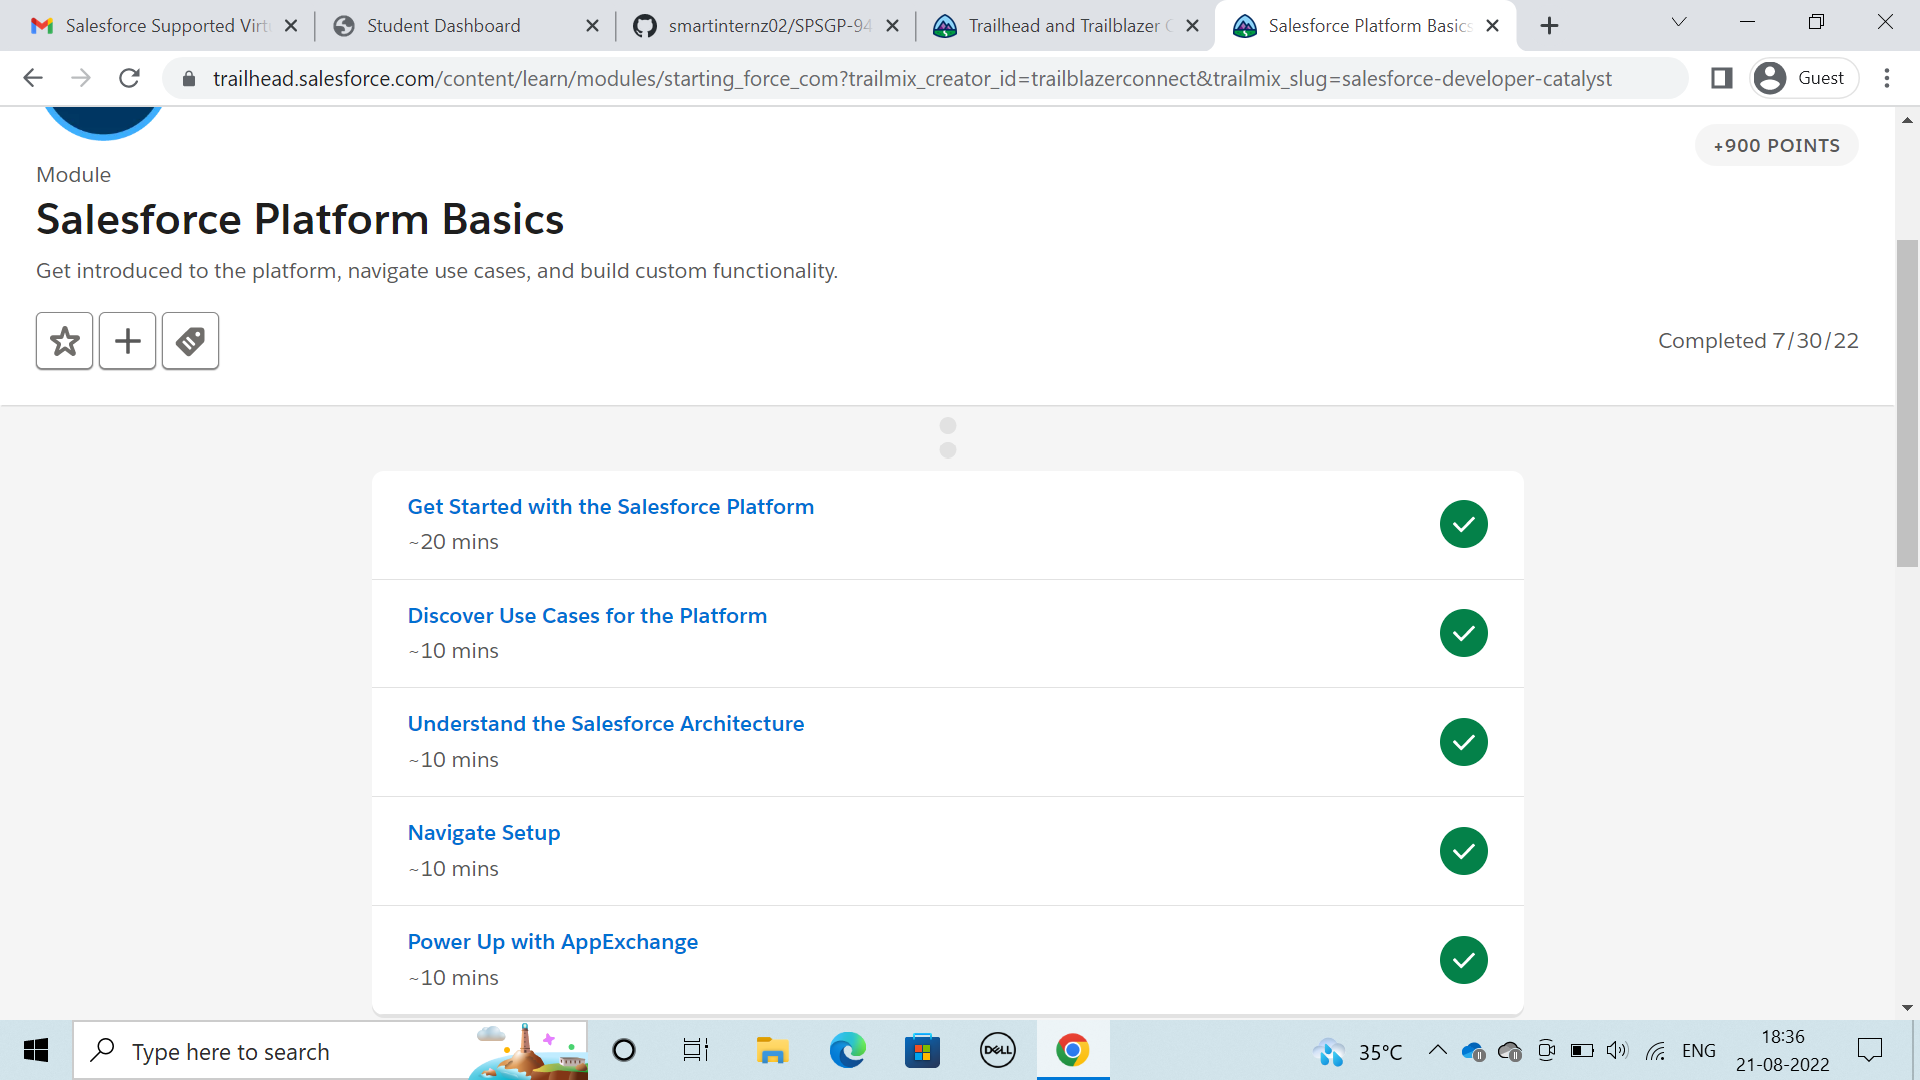 Salesforce Supported Virt
Student Dashboard
smartinternz02/SPSGP-94
Trailhead and Trailblazer C
Salesforce Platform Basics
trailhead.salesforce.com/content/learn/modules/starting_force_com?trailmix_creator_id=trailblazerconnect&trailmix_slug=salesforce-developer-catalyst
Guest
+900 POINTS
Module
Salesforce Platform Basics
Get introduced to the platform, navigate use cases, and build custom functionality.
Completed 7/30/22
Get Started with the Salesforce Platform
~20 mins
Discover Use Cases for the Platform
~10 mins
Understand the Salesforce Architecture
~10 mins
Navigate Setup
~10 mins
Power Up with AppExchange
~10 mins
Type here to search
DELL
35°C
ENG
18:36
21-08-2022